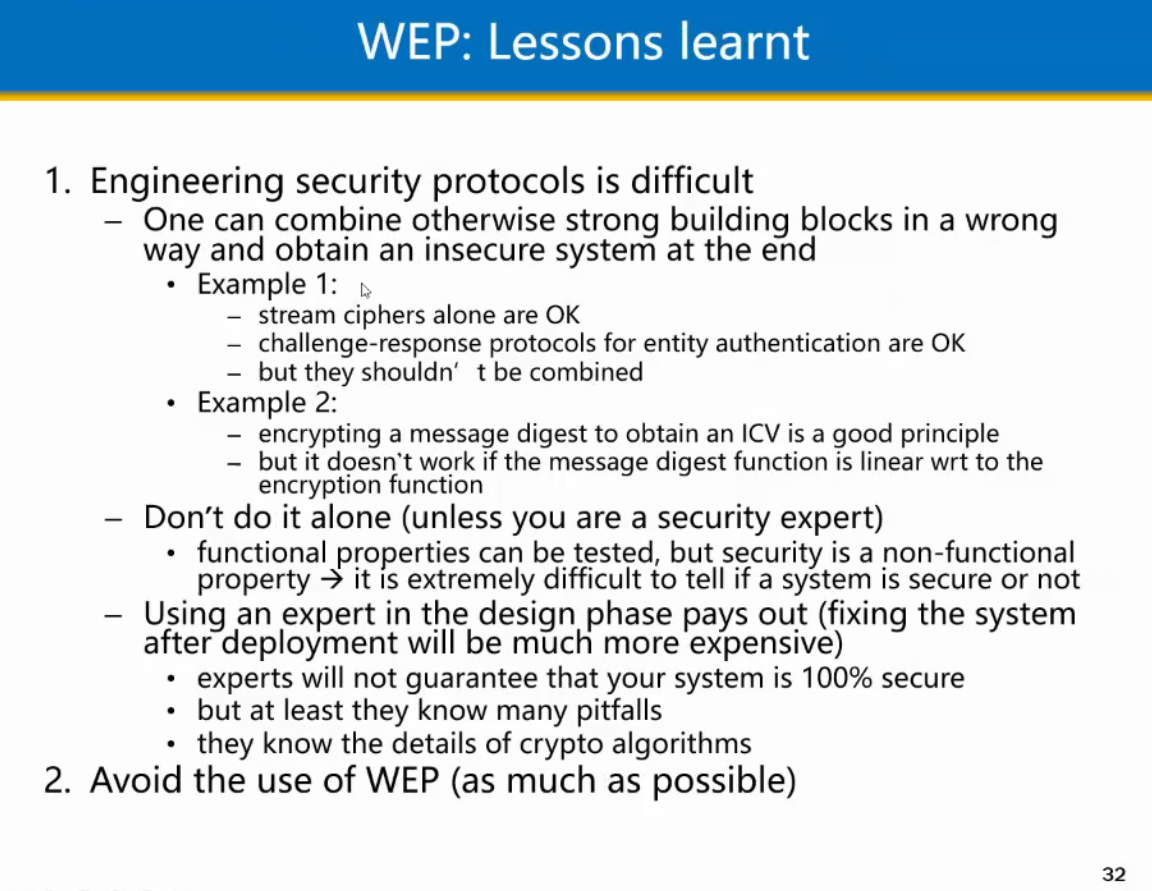 WEP: Lessons learnt
1. Engineering security protocols is difficult
– One can combine otherwise strong building blocks in a wrong
way and obtain an insecure system at the end
• Example 1:
– stream ciphers alone are OK
– challenge-response protocols for entity authentication are OK
– but they shouldn’ t be combined
• Example 2:
– encrypting a message digest to obtain an ICV is a good principle
– but it doesn`t work if the message digest function is linear wrt to the
encryption function
– Don’t do it alone (unless you are a security expert)
• functional properties can be tested, but security is a non-functional
property → it is extremely difficult to tell if a system is secure or not
– Using an expert in the design phase pays out (fixing the system
after deployment will be much more expensive)
• experts will not guarantee that your system is 100% secure
• but at least they know many pitfalls
• they know the details of crypto algorithms
2. Avoid the use of WEP (as much as possible)
32